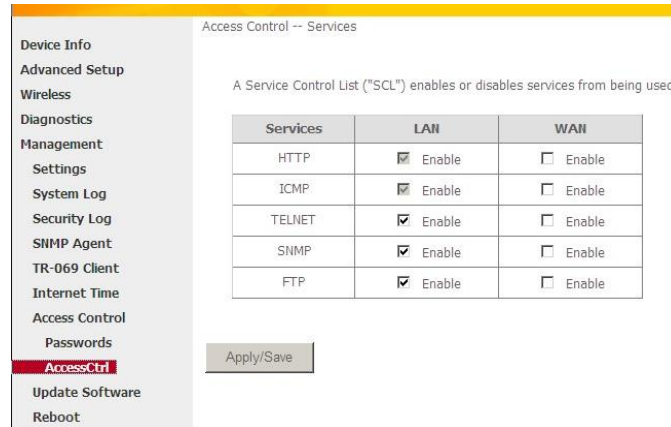 Access Control -- Services
Device Info
Advanced Setup
Wireless
Diagnostics
Management
Settings
System Log
Security Log
SNMP Agent
TR-069 Client
Internet Time
Access Control
Passwords
AccessCtrl
Update Software
Reboot
A Service Control List ("SCL") enables or disables services from being used
Services LAN WAN
HTTP Enable Enable
ICMP Enable Enable
TELNET Enable Enable
SNMP Enable Enable
FTP Enable Enable
Apply/Save